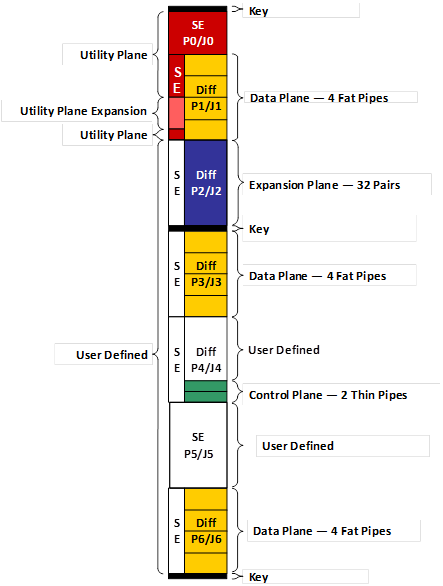 Key
SE
P0/J0
Utility Plane
S
E
Diff
P1/J1
Data Plane — 4 Fat Pipes
Utility Plane Expansion
Utility Plane
S
E
Diff
P2/J2
Expansion Plane — 32 Pairs
Key
S
E
Diff
P3/J3
Data Plane — 4 Fat Pipes
User Defined
S
E
Diff
P4/J4
User Defined
Control Plane — 2 Thin Pipes
SE
P5/J5
User Defined
S
E
Diff
P6/J6
Data Plane — 4 Fat Pipes
Key